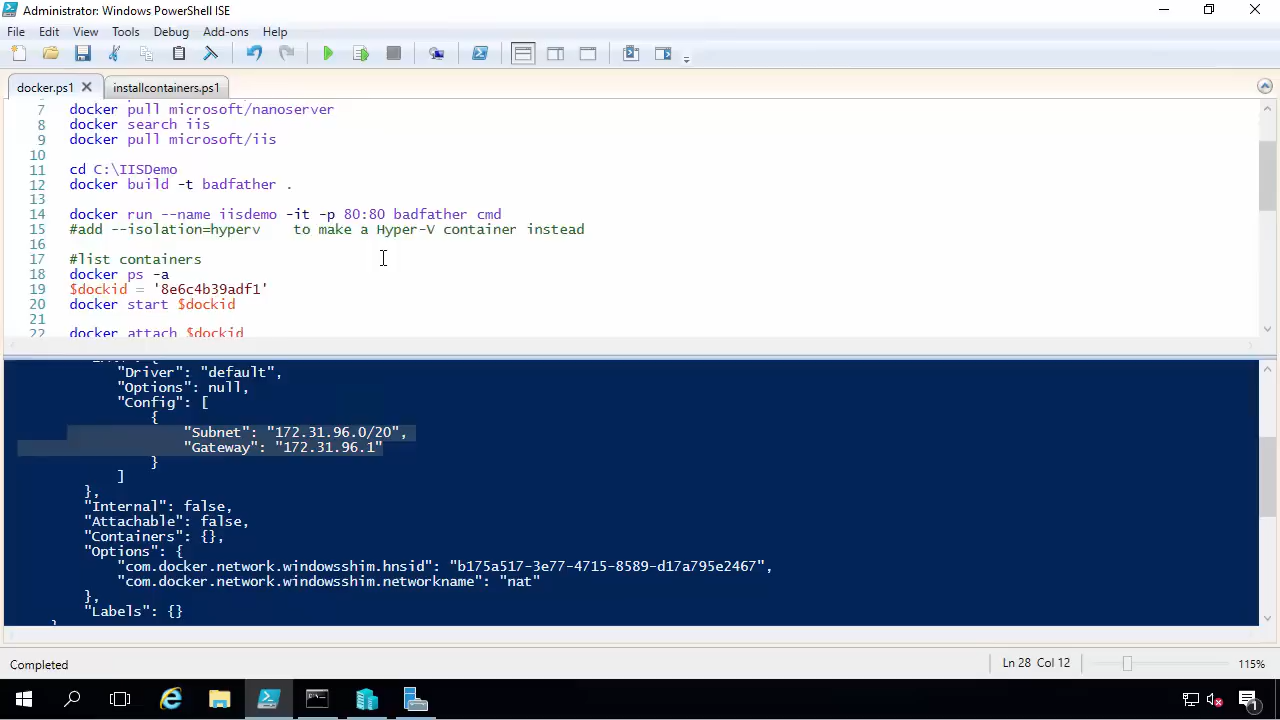 Administrator: Windows PowerShell ISE
File Edit View Tools Debug Add-ons Help
docker.ps1 installcontainers.ps1
7 docker pull microsoft/nanoserver
8 docker search iis
9 docker pull microsoft/iis
10
11 cd C:\IISDemo
12 docker build -t badfather .
13
14 docker run --name iisdemo -it -p 80:80 badfather cmd
15 #add --isolation=hyperv    to make a Hyper-V container instead
16
17 #list containers
18 docker ps -a
19 $dockid = '8e6c4b39adf1'
20 docker start $dockid
21
22 docker attach $dockid
"Driver": "default",
"Options": null,
"Config": [
{
"Subnet": "172.31.96.0/20",
"Gateway": "172.31.96.1"
}
]
},
"Internal": false,
"Attachable": false,
"Containers": {},
"Options": {
"com.docker.network.windowsshim.hnsid": "b175a517-3e77-4715-8589-d17a795e2467",
"com.docker.network.windowsshim.networkname": "nat"
},
"Labels": {}
Completed
Ln 28 Col 12
115%
1